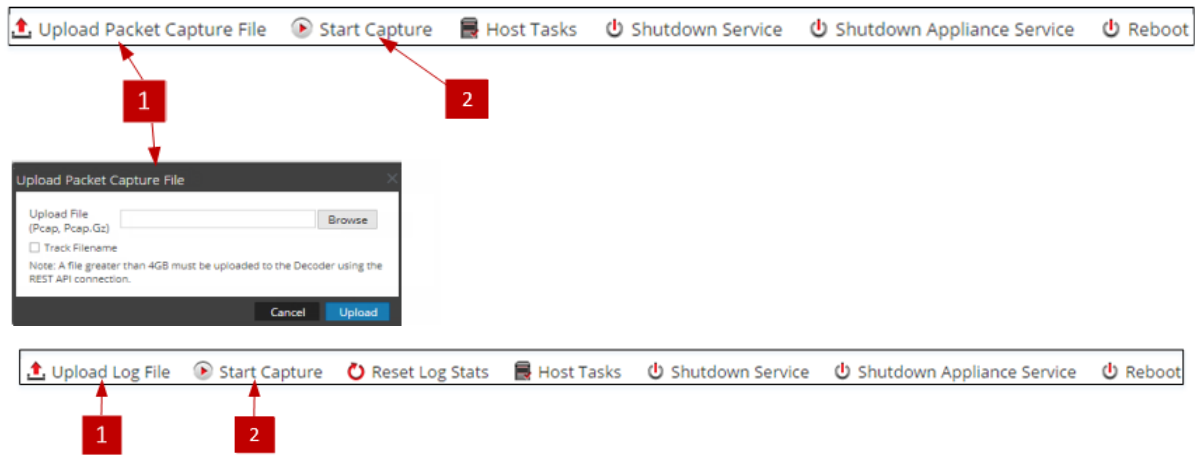 Upload Packet Capture File Start Capture Host Tasks Shutdown Service Shutdown Appliance Service Reboot
1
2
Upload Packet Capture File
Upload File
(Pcap, Pcap.Gz)
Browse
Track Filename
Note: A file greater than 4GB must be uploaded to the Decoder using the
REST API connection.
Cancel Upload
Upload Log File Start Capture Reset Log Stats Host Tasks Shutdown Service Shutdown Appliance Service Reboot
1
2